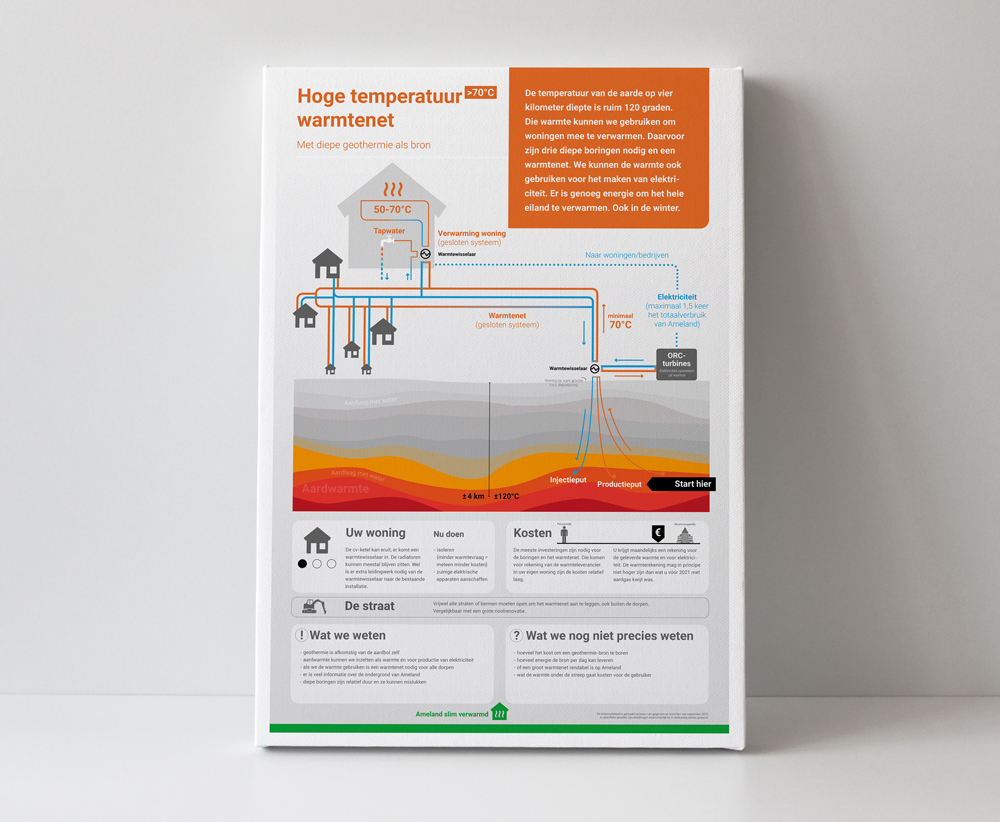 Hoge temperatuur >70°C
warmtenet
Met diepe geothermie als bron
De temperatuur van de aarde op vier
kilometer diepte is ruim 120 graden.
Die warmte kunnen we gebruiken om
woningen mee te verwarmen. Daarvoor
zijn drie diepe boringen nodig en een
warmtenet. We kunnen de warmte ook
gebruiken voor het maken van elektri-
citeit. Er is genoeg energie om het hele
eiland te verwarmen. Ook in de winter.
50-70°C
Tapwater
Verwarming woning
(gesloten systeem)
Warmtewisselaar
Naar woningen/bedrijven
Warmtenet
(gesloten systeem)
minimaal
70°C
Elektriciteit
(maximaal 1,5 keer
het totaalverbruik
van Ameland)
Warmtewisselaar
ORC-
turbines
Aardlaag met water
Aardlaag met water
Aardwarmte
±4 km
±120°C
Injectieput
Productieput
Start hier
Uw woning
De cv-ketel kan eruit, er komt een
warmtewisselaar in. De radiatoren
kunnen meestal blijven zitten. Wel
is er extra leidingwerk nodig van de
warmtewisselaar naar de bestaande
installatie.
Nu doen
- isoleren
(minder warmtevraag =
meteen minder kosten)
- zuinige elektrische
apparaten aanschaffen
Kosten
€
De meeste investeringen zijn nodig voor
de boringen en het warmtenet. Die komen
voor rekening van de warmteleverancier.
In uw eigen woning zijn de kosten relatief
laag.
U krijgt maandelijks een rekening voor
de geleverde warmte en voor elektrici-
teit. De warmterekening mag in principe
niet hoger zijn dan wat u vóór 2021 met
aardgas kwijt was.
De straat
Vrijwel alle straten of bermen moeten open om het warmtenet aan te leggen, ook buiten de dorpen.
Vergelijkbaar met een grote rioolrenovatie.
! Wat we weten
- geothermie is afkomstig van de aardbol zelf
- aardwarmte kunnen we inzetten als warmte én voor productie van elektriciteit
- als we de warmte gebruiken is een warmtenet nodig voor alle dorpen
- er is veel informatie over de ondergrond van Ameland
- diepe boringen zijn relatief duur en ze kunnen mislukken
? Wat we nog niet precies weten
- hoeveel het kost om een geothermie-bron te boren
- hoeveel energie de bron per dag kan leveren
- of een groot warmtenet rendabel is op Ameland
- wat de warmte onder de streep gaat kosten voor de gebruiker
Ameland slim verwarmd